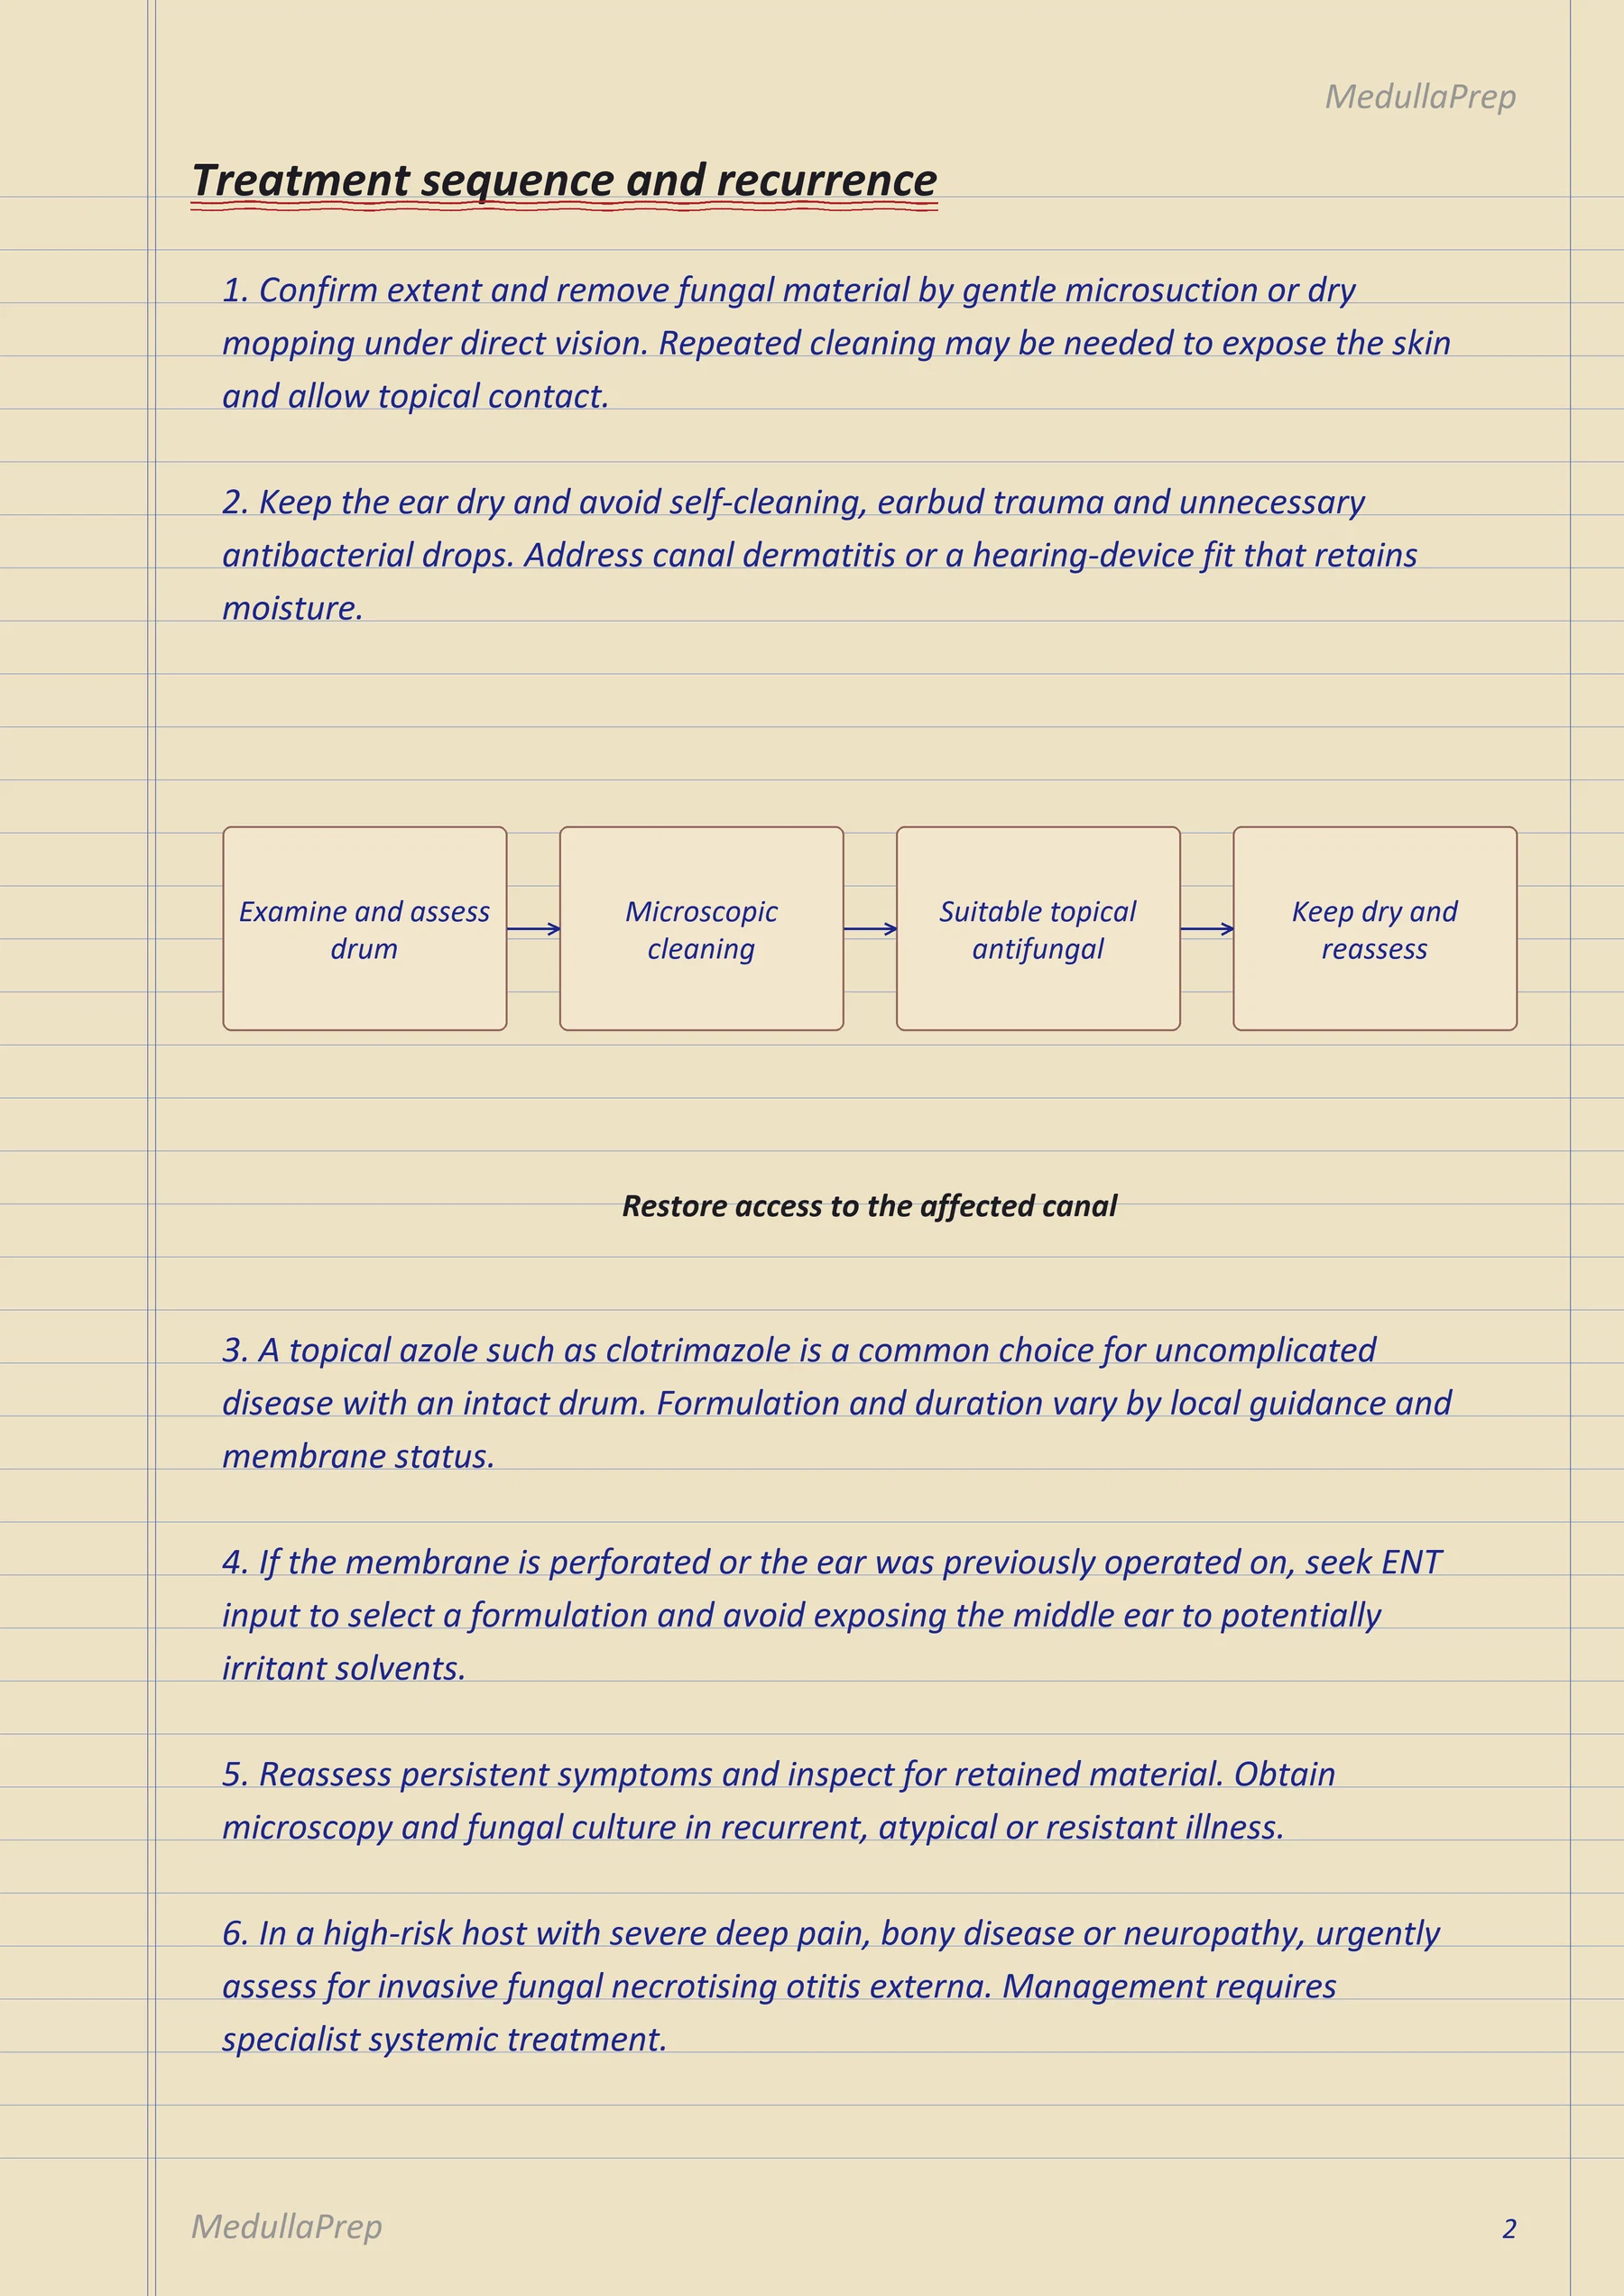 MedullaPrep
Treatment sequence and recurrence
1. Confirm extent and remove fungal material by gentle microsuction or dry
mopping under direct vision. Repeated cleaning may be needed to expose the skin
and allow topical contact.
2. Keep the ear dry and avoid self-cleaning, earbud trauma and unnecessary
antibacterial drops. Address canal dermatitis or a hearing-device fit that retains
moisture.
Examine and assess
drum
Microscopic
cleaning
Suitable topical
antifungal
Keep dry and
reassess
Restore access to the affected canal
3. A topical azole such as clotrimazole is a common choice for uncomplicated
disease with an intact drum. Formulation and duration vary by local guidance and
membrane status.
4. If the membrane is perforated or the ear was previously operated on, seek ENT
input to select a formulation and avoid exposing the middle ear to potentially
irritant solvents.
5. Reassess persistent symptoms and inspect for retained material. Obtain
microscopy and fungal culture in recurrent, atypical or resistant illness.
6. In a high-risk host with severe deep pain, bony disease or neuropathy, urgently
assess for invasive fungal necrotising otitis externa. Management requires
specialist systemic treatment.
MedullaPrep
2